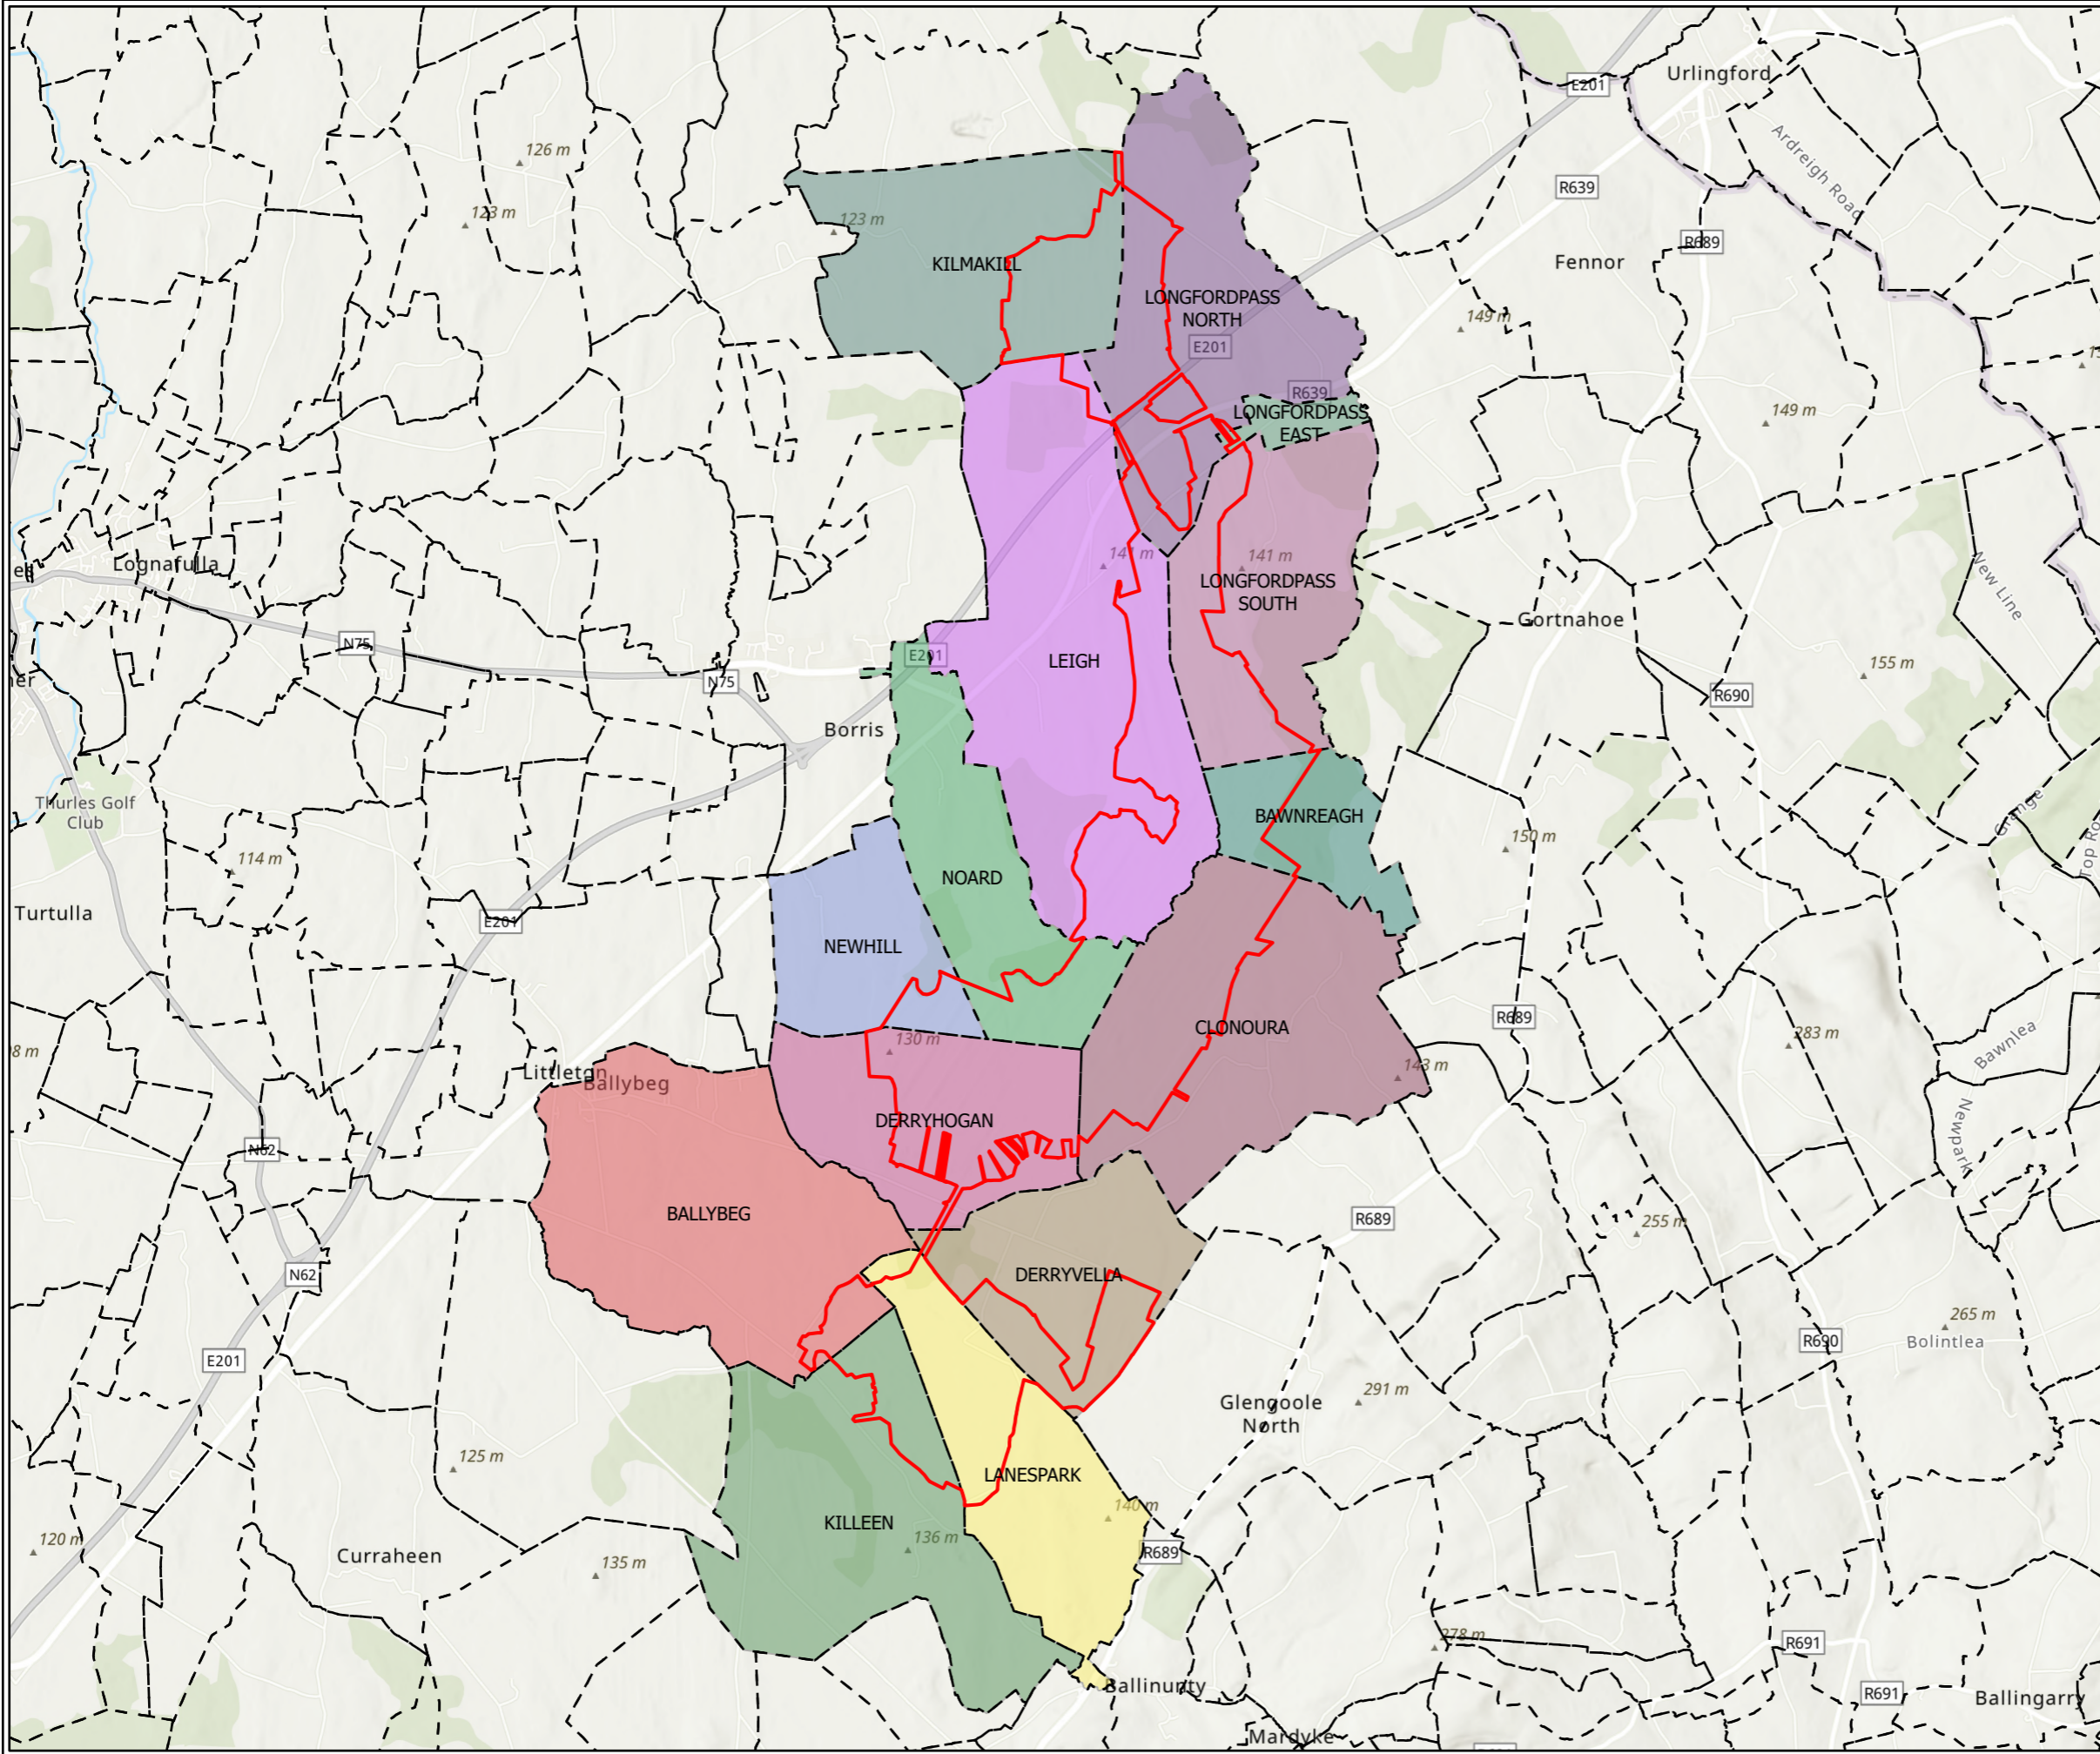 Urlingford
E201
126 m
Ardreigh Road
R639
123 m
123 m
R689
Fennor
KILMAKILL
LONGFORDPASS
NORTH
149 m
E201
R639
149 m
LONGFORDPASS
EAST
Lognafulla
141 m
LONGFORDPASS
SOUTH
New Line
Gortnahoe
N75
E201
LEIGH
155 m
N75
R690
Borris
Thurles Golf
Club
BAWNREAGH
Grange
150 m
114 m
NOARD
Turtulla
E201
NEWHILL
R689
CLONOURA
283 m
130 m
Bawnlea
Littleton
Ballybeg
143 m
DERRYHOGAN
Newpark
N62
BALLYBEG
R689
255 m
N62
DERRYVELLA
265 m
R690
Bolintlea
E201
291 m
Glengoole
North
125 m
LANESPARK
140 m
KILLEEN
136 m
120 m
R689
Curraheen
135 m
278 m
R691
Ballinunty
R691
Ballingarry
Mardyke